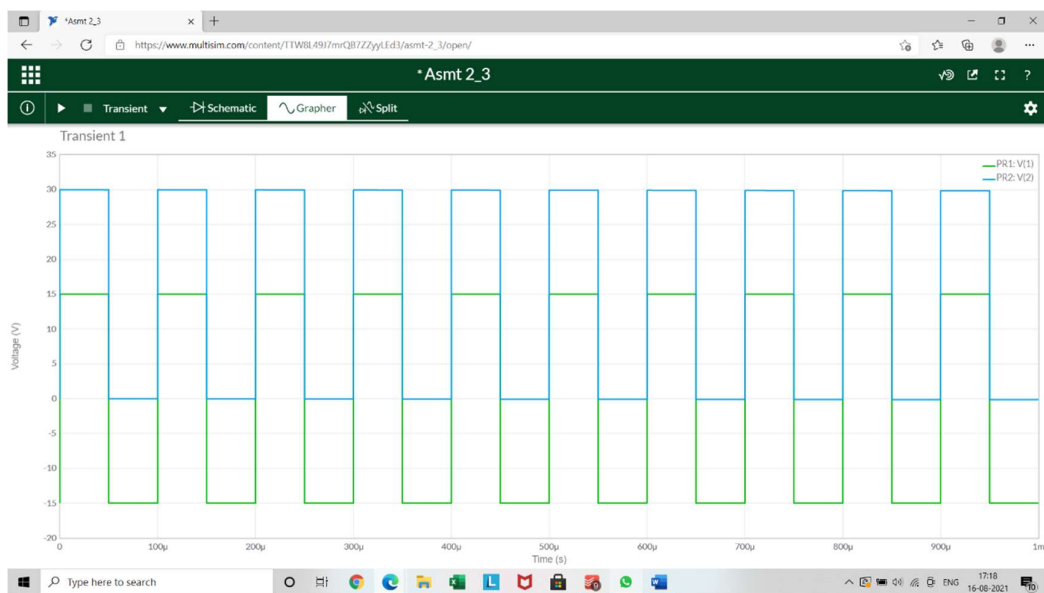 *Asmt 2_3
https://www.multisim.com/content/TTW8L49J7mrQB7ZZyyLEd3/asmt-2_3/open/
* Asmt 2_3
Transient
Schematic
Grapher
Split
Transient 1
PR1: V(1)
PR2: V(2)
35
30
25
20
15
10
5
0
-5
-10
-15
-20
Voltage (V)
0 100μ 200μ 300μ 400μ 500μ 600μ 700μ 800μ 900μ 1m
Time (s)
Type here to search
ENG
17:18
16-08-2021